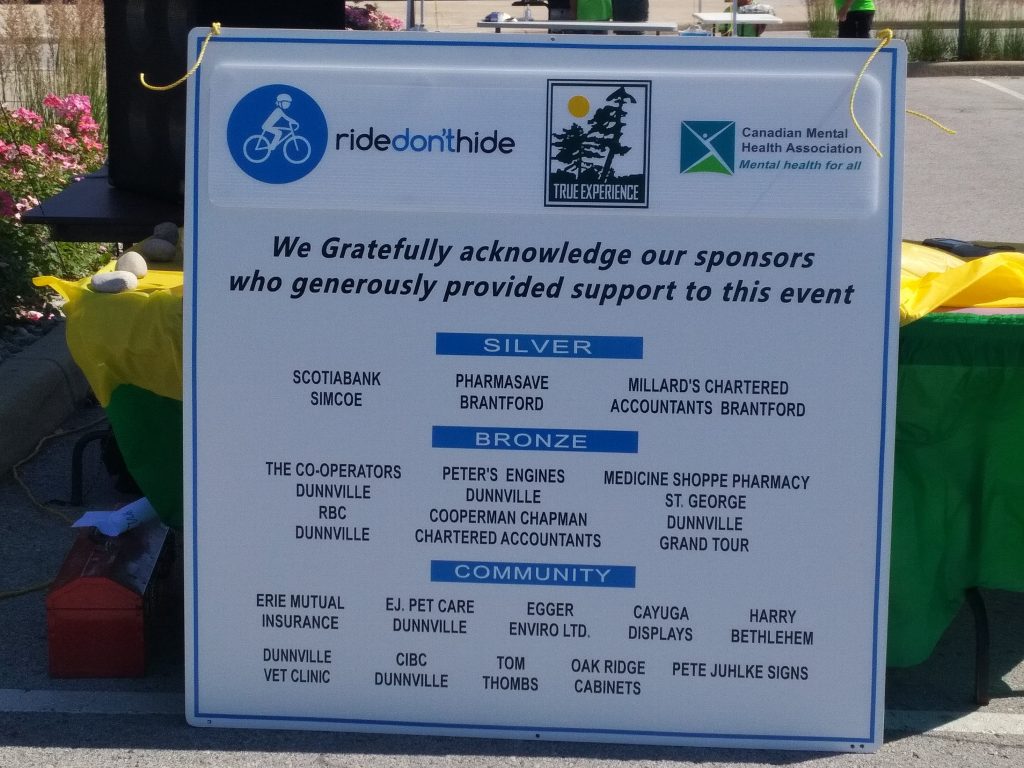 ridedon'thide
TRUE EXPERIENCE
Canadian Mental
Health Association
Mental health for all
We Gratefully acknowledge our sponsors
who generously provided support to this event
SILVER
SCOTIABANK
SIMCOE
PHARMASAVE
BRANTFORD
MILLARD'S CHARTERED
ACCOUNTANTS BRANTFORD
BRONZE
THE CO-OPERATORS
DUNNVILLE
RBC
DUNNVILLE
PETER'S ENGINES
DUNNVILLE
COOPERMAN CHAPMAN
CHARTERED ACCOUNTANTS
MEDICINE SHOPPE PHARMACY
ST. GEORGE
DUNNVILLE
GRAND TOUR
COMMUNITY
ERIE MUTUAL
INSURANCE
EJ. PET CARE
DUNNVILLE
EGGER
ENVIRO LTD.
CAYUGA
DISPLAYS
HARRY
BETHLEHEM
DUNNVILLE
VET CLINIC
CIBC
DUNNVILLE
TOM
THOMBS
OAK RIDGE
CABINETS
PETE JUHLKE SIGNS